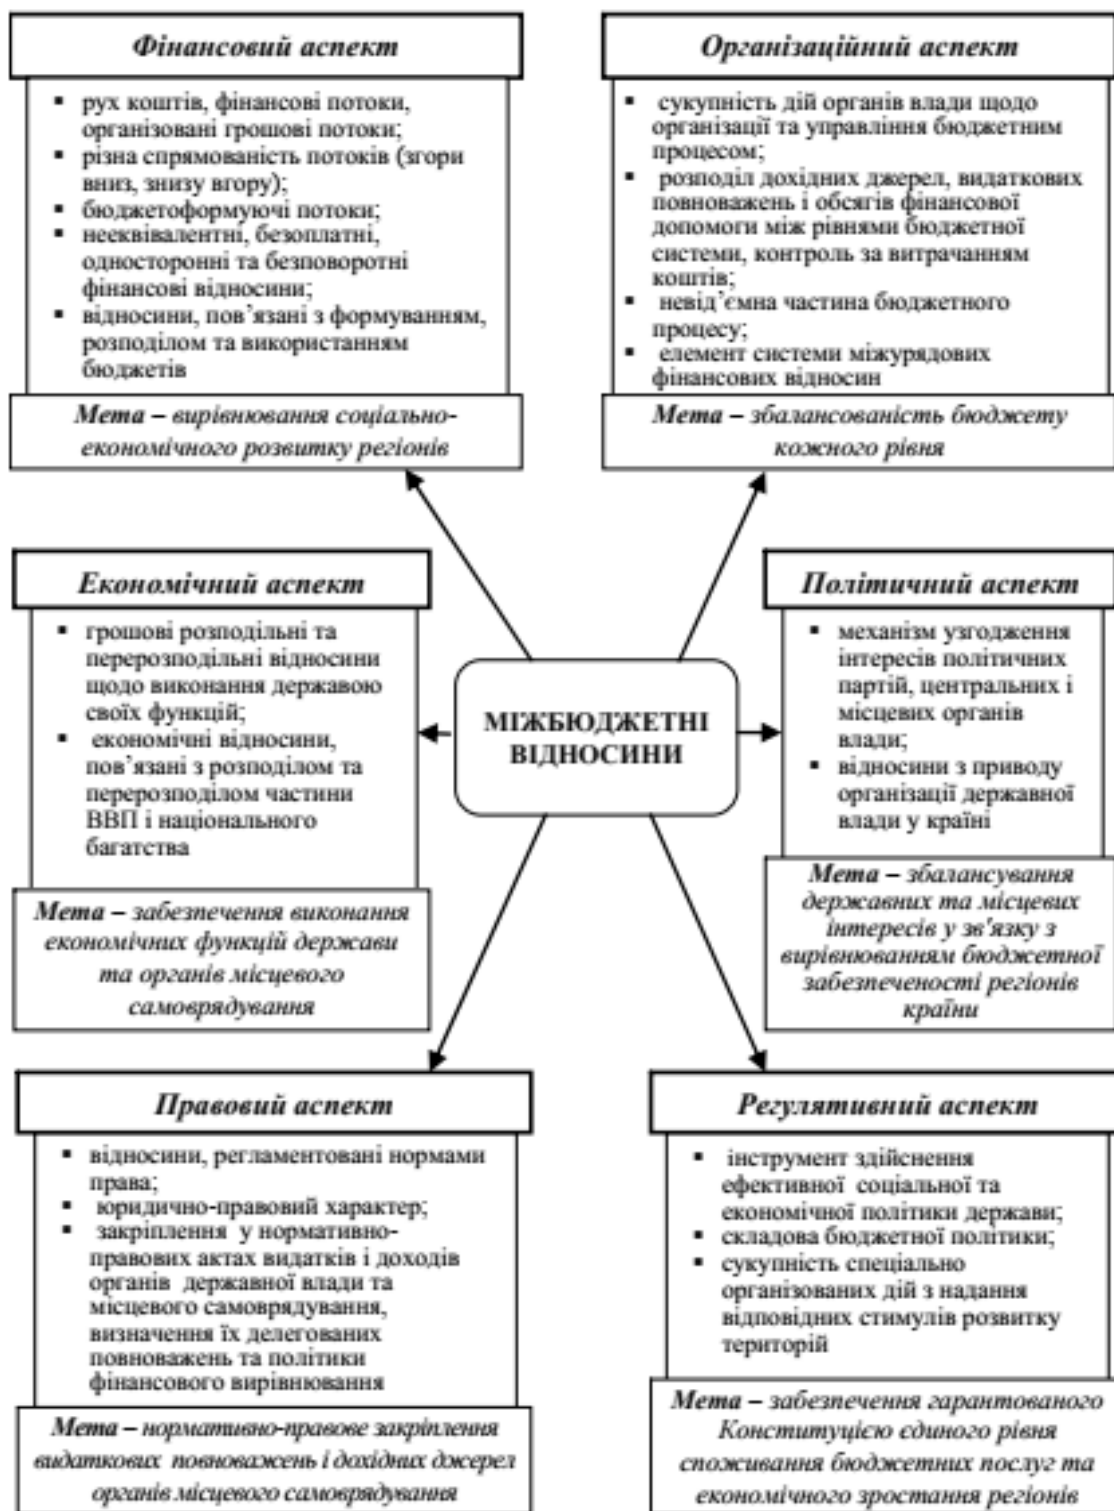 Фінансовий аспект
▪ рух коштів, фінансові потоки,
організовані грошові потоки;
▪ різна спрямованість потоків (згори
вниз, знизу вгору);
▪ бюджетоформуючі потоки;
▪ нееквівалентні, безоплатні,
односторонні та безповоротні
фінансові відносини;
▪ відносини, пов’язані з формуванням,
розподілом та використанням
бюджетів
Мета – вирівнювання соціально-
економічного розвитку регіонів
Організаційний аспект
▪ сукупність дій органів влади щодо
організації та управління бюджетним
процесом;
▪ розподіл дохідних джерел, видаткових
повноважень і обсягів фінансової
допомоги між рівнями бюджетної
системи, контроль за витрачанням
коштів;
▪ невід’ємна частина бюджетного
процесу;
▪ елемент системи міжурядових
фінансових відносин
Мета – збалансованість бюджету
кожного рівня
Економічний аспект
▪ грошові розподільні та
перерозподільні відносини
щодо виконання державою
своїх функцій;
▪ економічні відносини,
пов’язані з розподілом та
перерозподілом частини
ВВП і національного
багатства
Мета – забезпечення виконання
економічних функцій держави
та органів місцевого
самоврядування
МІЖБЮДЖЕТНІ
ВІДНОСИНИ
Політичний аспект
▪ механізм узгодження
інтересів політичних
партій, центральних і
місцевих органів
влади;
▪ відносини з приводу
організації державної
влади у країні
Мета – збалансування
державних та місцевих
інтересів у зв'язку з
вирівнюванням бюджетної
забезпеченості регіонів
країни
Правовий аспект
▪ відносини, регламентовані нормами
права;
▪ юридично-правовий характер;
▪ закріплення у нормативно-
правових актах видатків і доходів
органів державної влади та
місцевого самоврядування,
визначення їх делегованих
повноважень та політики
фінансового вирівнювання
Мета – нормативно-правове закріплення
видаткових повноважень і дохідних джерел
органів місцевого самоврядування
Регулятивний аспект
▪ інструмент здійснення
ефективної соціальної та
економічної політики держави;
▪ складова бюджетної політики;
▪ сукупність спеціально
організованих дій з надання
відповідних стимулів розвитку
територій
Мета – забезпечення гарантованого
Конституцією єдиного рівня
споживання бюджетних послуг та
економічного зростання регіонів